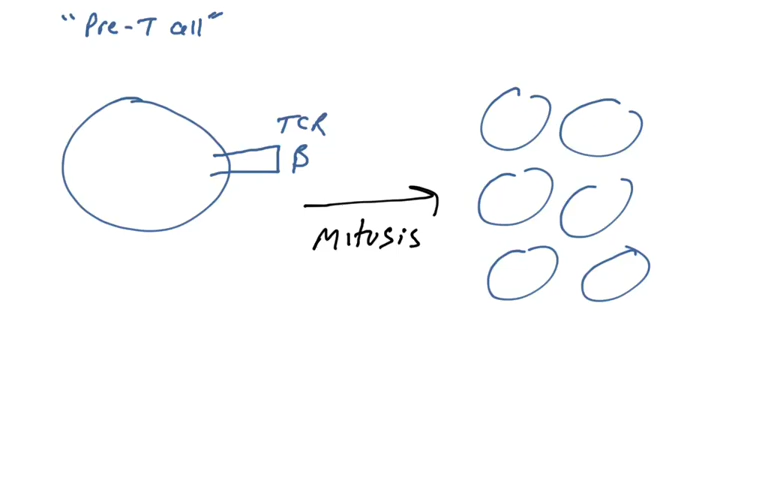 "Pre-T cell"
TCR
β
Mitosis